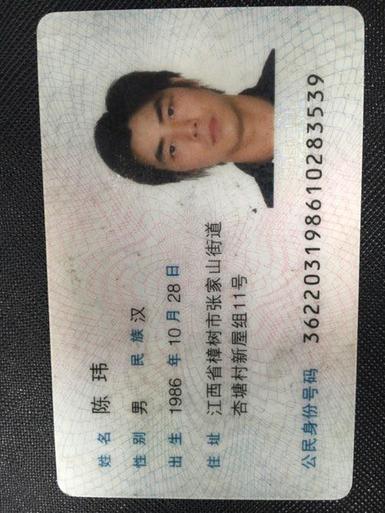 姓名 陈玮
性别 男 民族 汉
出生 1986 年 10 月 28 日
住址 江西省樟树市张家山街道
杏塘村新屋组11号
公民身份号码 362203198610283539